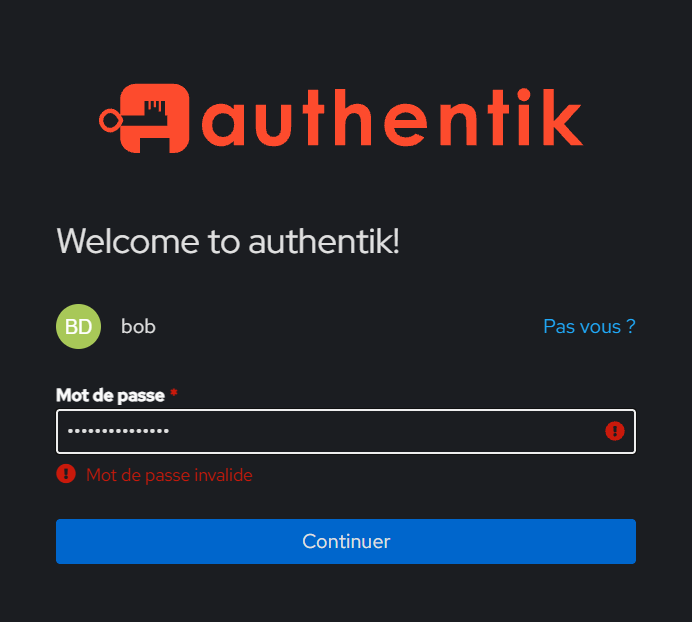 authentik
Welcome to authentik!
BD bob Pas vous ?
Mot de passe *
•••••••••••••••
Mot de passe invalide
Continuer